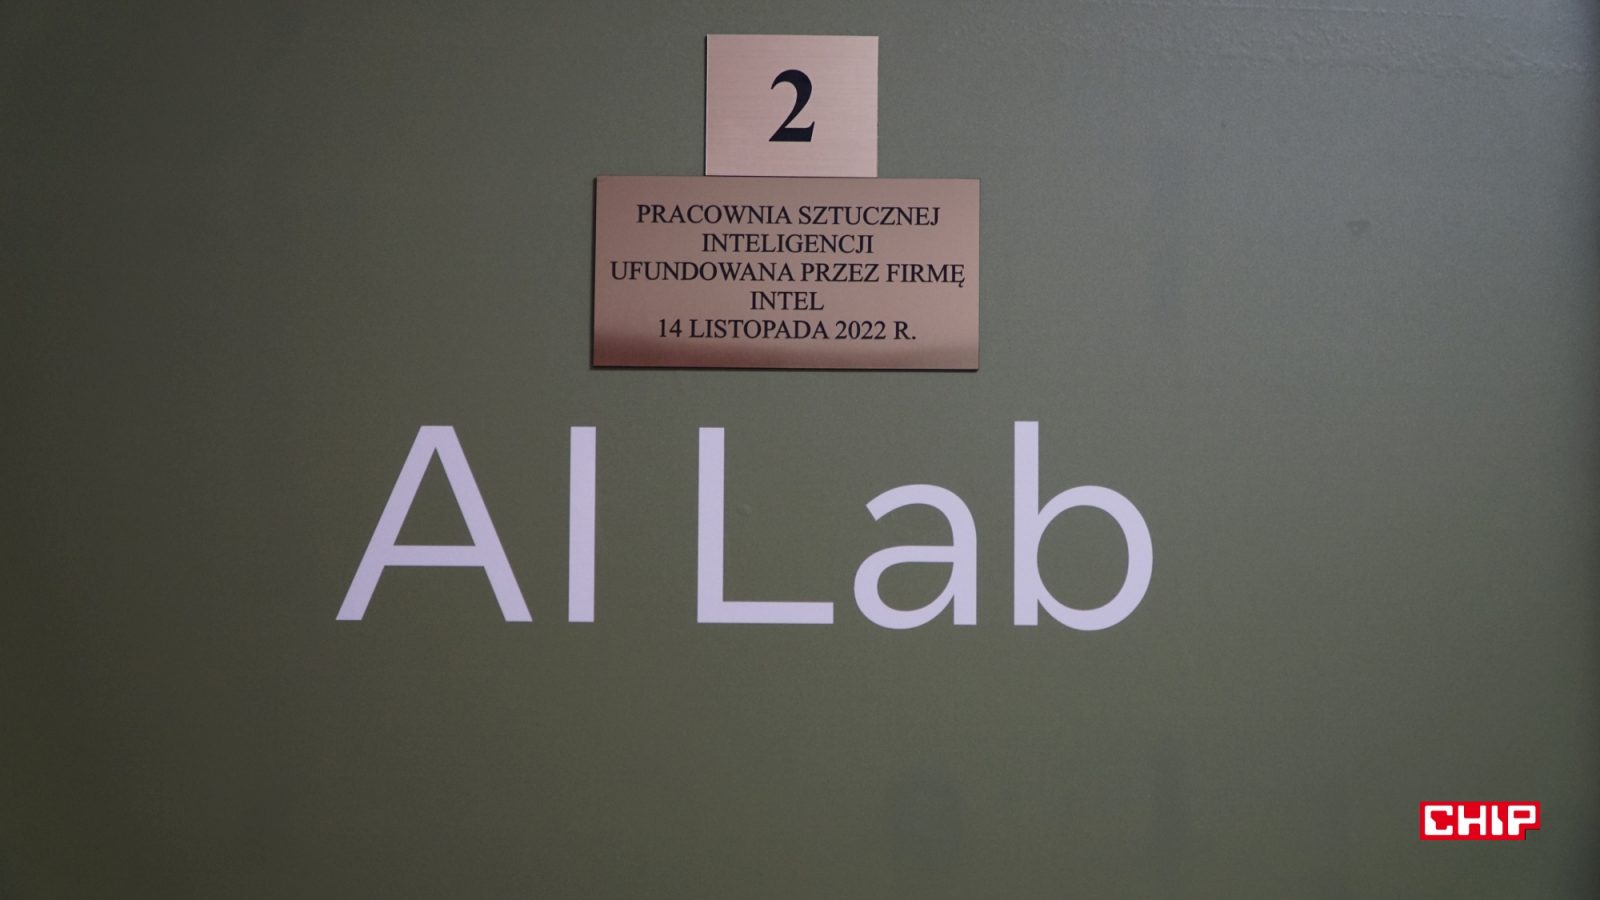 2
PRACOWNIA SZTUCZNEJ
INTELIGENCJI
UFUNDOWANA PRZEZ FIRMĘ
INTEL
14 LISTOPADA 2022 R.
AI Lab
CHIP